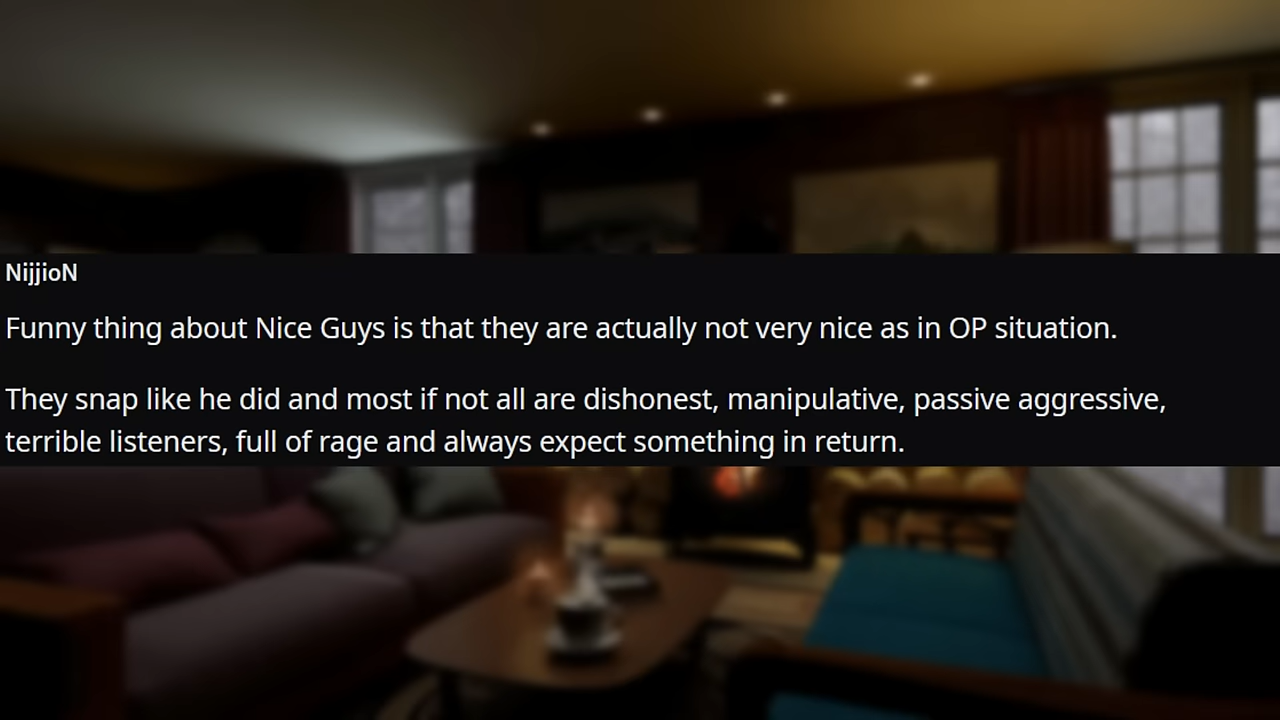 NijjioN
Funny thing about Nice Guys is that they are actually not very nice as in OP situation.
They snap like he did and most if not all are dishonest, manipulative, passive aggressive,
terrible listeners, full of rage and always expect something in return.